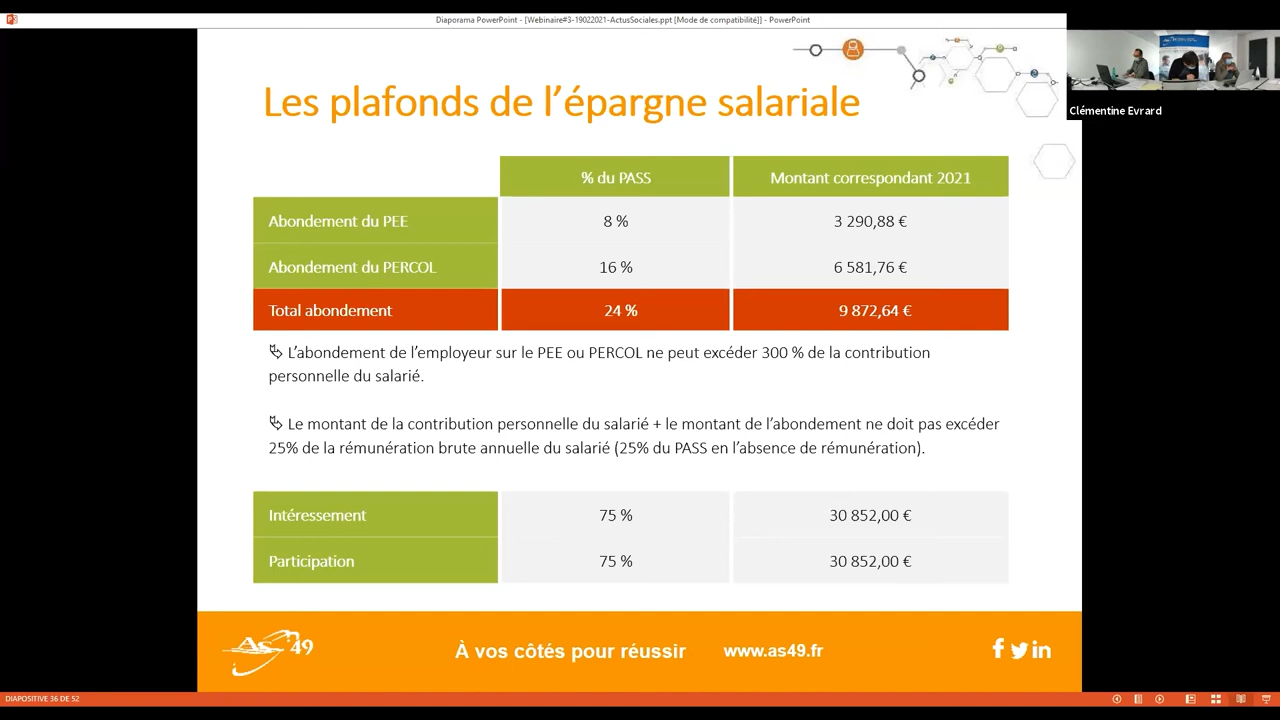 Diaporama PowerPoint - [Webinaire#3-19022021-ActusSociales.ppt [Mode de compatibilité]] - PowerPoint
Clémentine Evrard
Les plafonds de l'épargne salariale
% du PASS
Montant correspondant 2021
Abondement du PEE
8 %
3 290,88 €
Abondement du PERCOL
16 %
6 581,76 €
Total abondement
24 %
9 872,64 €
L'abondement de l'employeur sur le PEE ou PERCOL ne peut excéder 300 % de la contribution
personnelle du salarié.
Le montant de la contribution personnelle du salarié + le montant de l'abondement ne doit pas excéder
25% de la rémunération brute annuelle du salarié (25% du PASS en l'absence de rémunération).
Intéressement
75 %
30 852,00 €
Participation
75 %
30 852,00 €
As 49
À vos côtés pour réussir
www.as49.fr
DIAPOSITIVE 36 DE 52